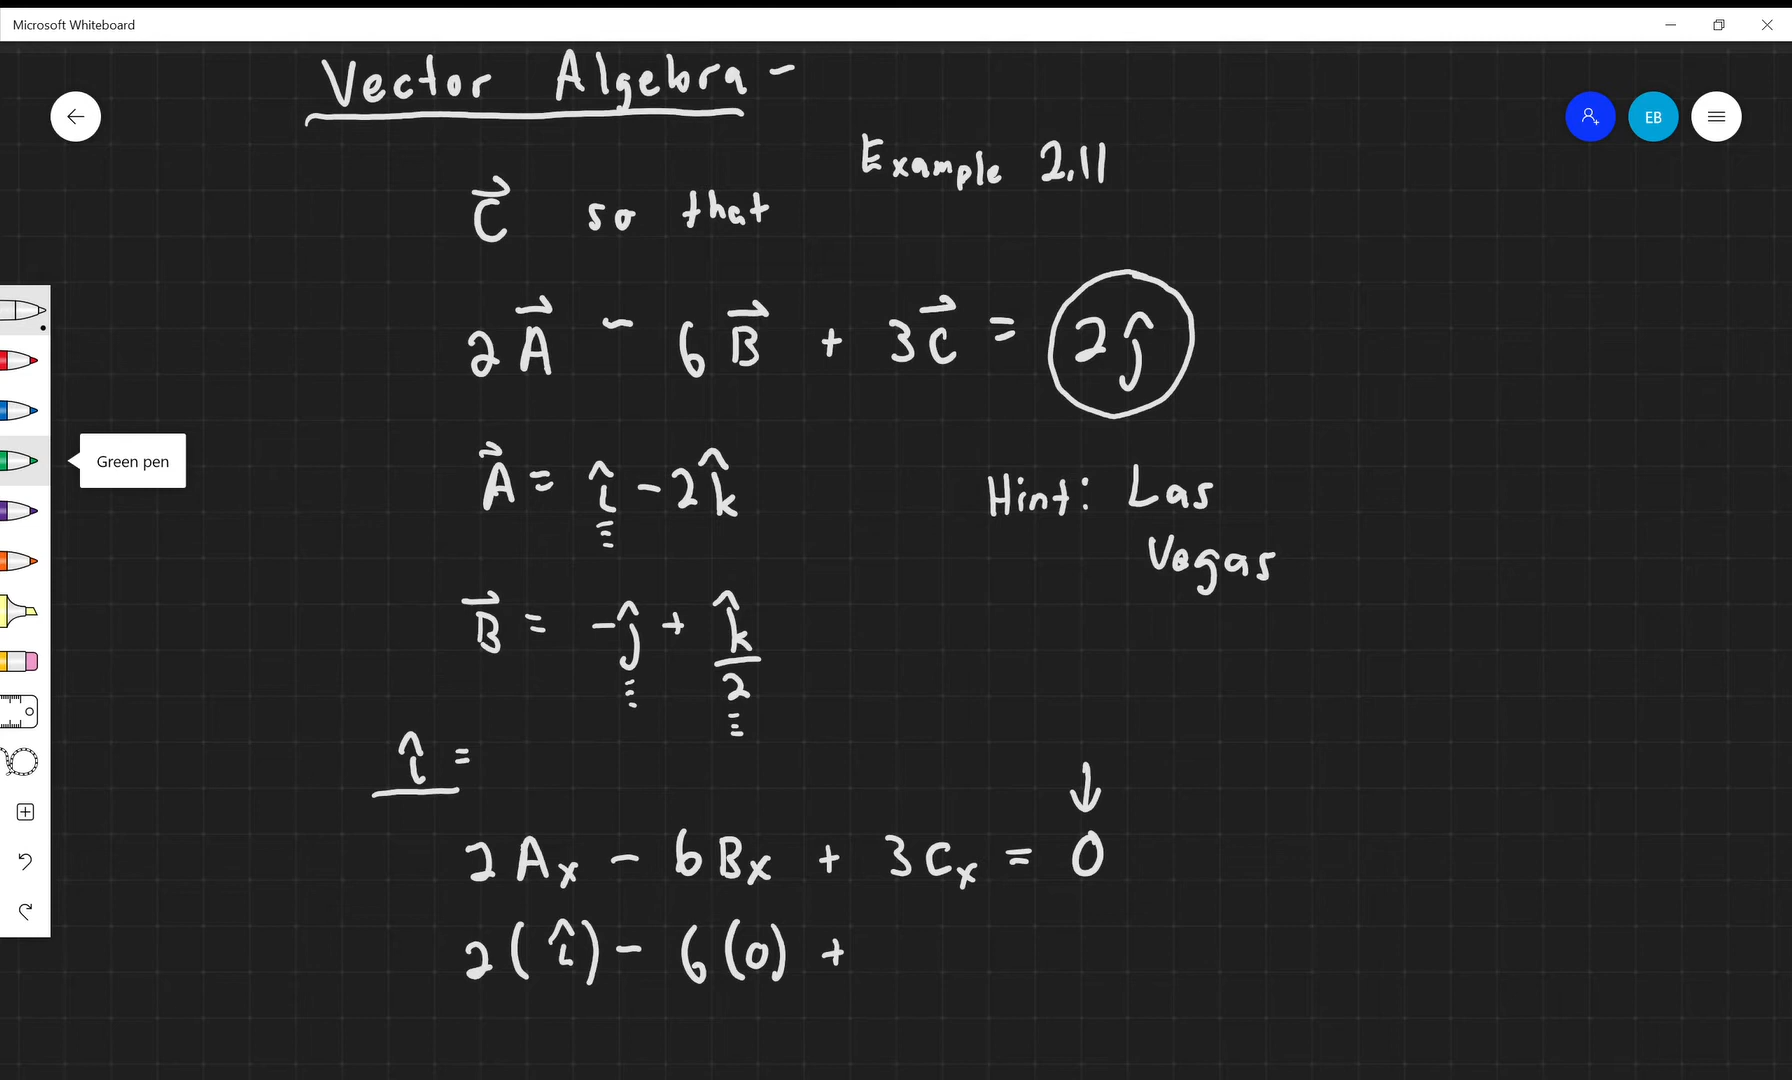 Microsoft Whiteboard
Vector Algebra -
Example 2.11
EB
C⃗ so that
2A⃗ - 6B⃗ + 3C⃗ = 2ĵ
Green pen
A⃗ = î - 2k̂
Hint: Las
Vegas
B⃗ = -ĵ + k̂/2
î =
↓
2Ax - 6Bx + 3Cx = 0
2(î) - 6(0) +